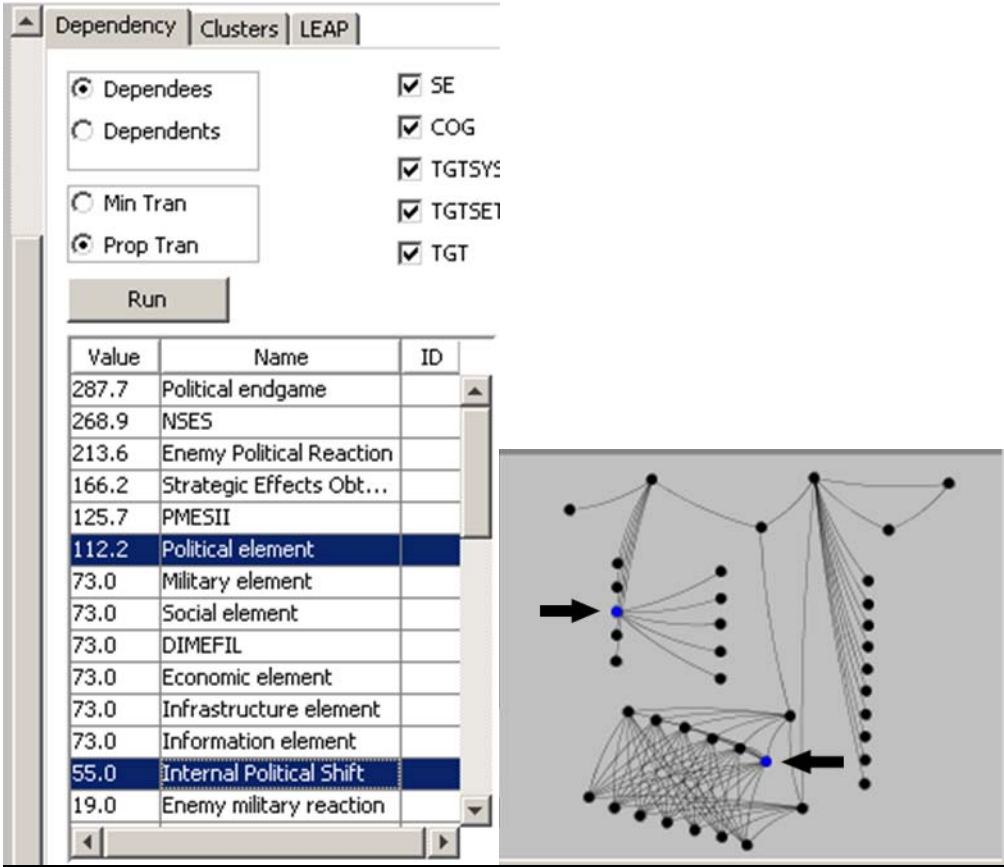 Dependency Clusters LEAP
Dependees
Dependents
SE
COG
TGTSYS
TGTSET
TGT
Min Tran
Prop Tran
Run
Value Name ID
287.7 Political endgame
268.9 NSES
213.6 Enemy Political Reaction
166.2 Strategic Effects Obt...
125.7 PMESII
112.2 Political element
73.0 Military element
73.0 Social element
73.0 DIMEFIL
73.0 Economic element
73.0 Infrastructure element
73.0 Information element
55.0 Internal Political Shift
19.0 Enemy military reaction